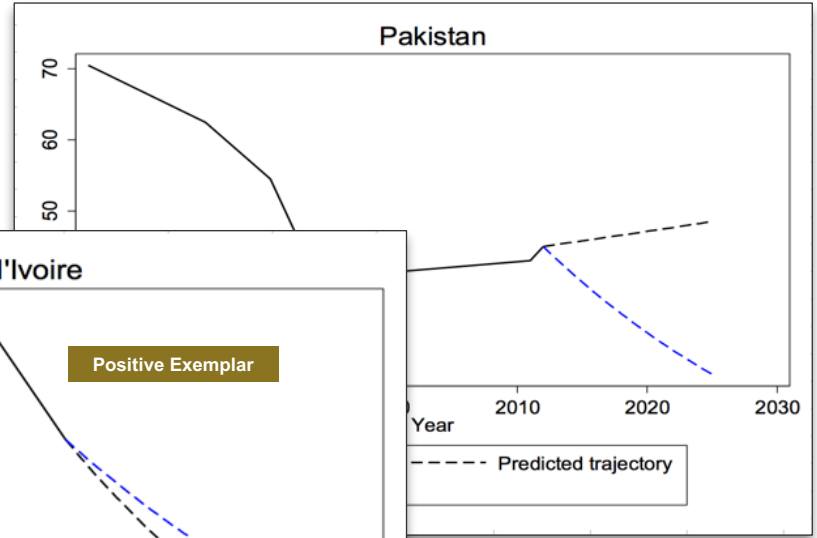 Pakistan
70
60
50
2010
2020
2030
Year
Predicted trajectory
l'Ivoire
Positive Exemplar